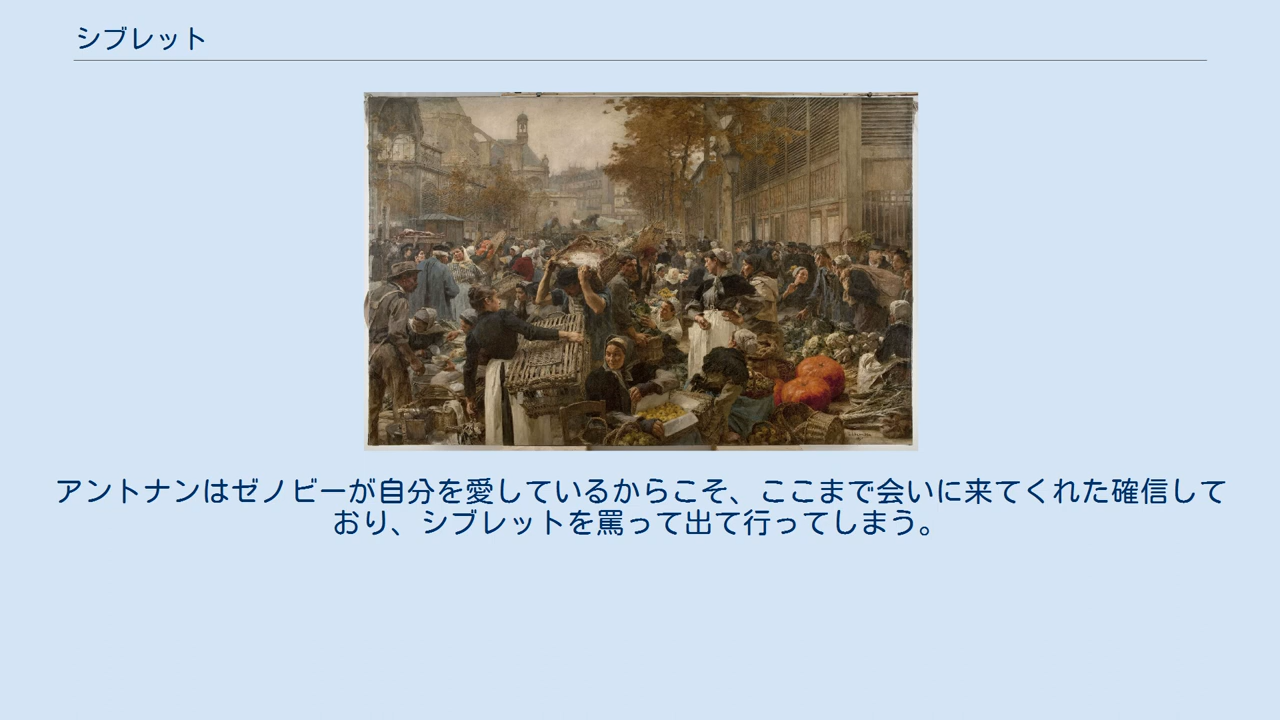 シブレット
アントナンはゼノビーが自分を愛しているからこそ、ここまで会いに来てくれた確信して
おり、シブレットを罵って出て行ってしまう。